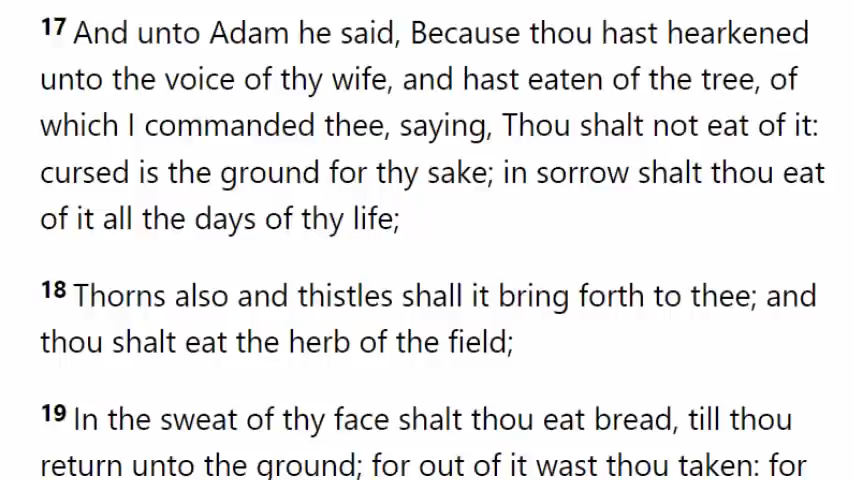 17 And unto Adam he said, Because thou hast hearkened
unto the voice of thy wife, and hast eaten of the tree, of
which I commanded thee, saying, Thou shalt not eat of it:
cursed is the ground for thy sake; in sorrow shalt thou eat
of it all the days of thy life;
18 Thorns also and thistles shall it bring forth to thee; and
thou shalt eat the herb of the field;
19 In the sweat of thy face shalt thou eat bread, till thou
return unto the ground; for out of it wast thou taken: for